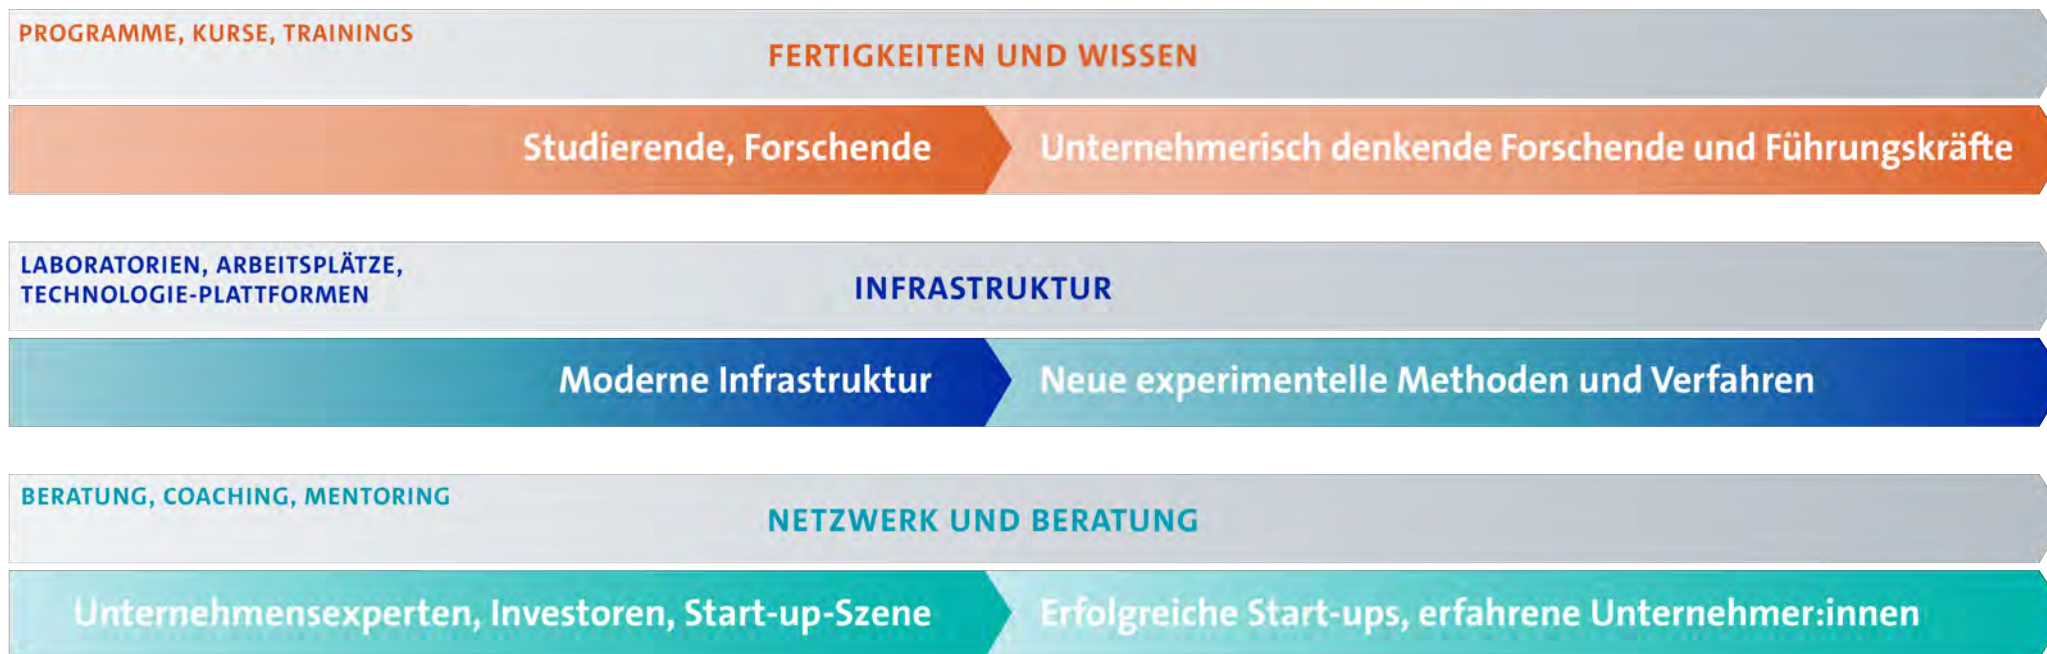 PROGRAMME, KURSE, TRAININGS
FERTIGKEITEN UND WISSEN
Studierende, Forschende
Unternehmerisch denkende Forschende und Führungskräfte
LABORATORIEN, ARBEITSPLÄTZE,
TECHNOLOGIE-PLATTFORMEN
INFRASTRUKTUR
Moderne Infrastruktur
Neue experimentelle Methoden und Verfahren
BERATUNG, COACHING, MENTORING
NETZWERK UND BERATUNG
Unternehmensexperten, Investoren, Start-up-Szene
Erfolgreiche Start-ups, erfahrene Unternehmer:innen